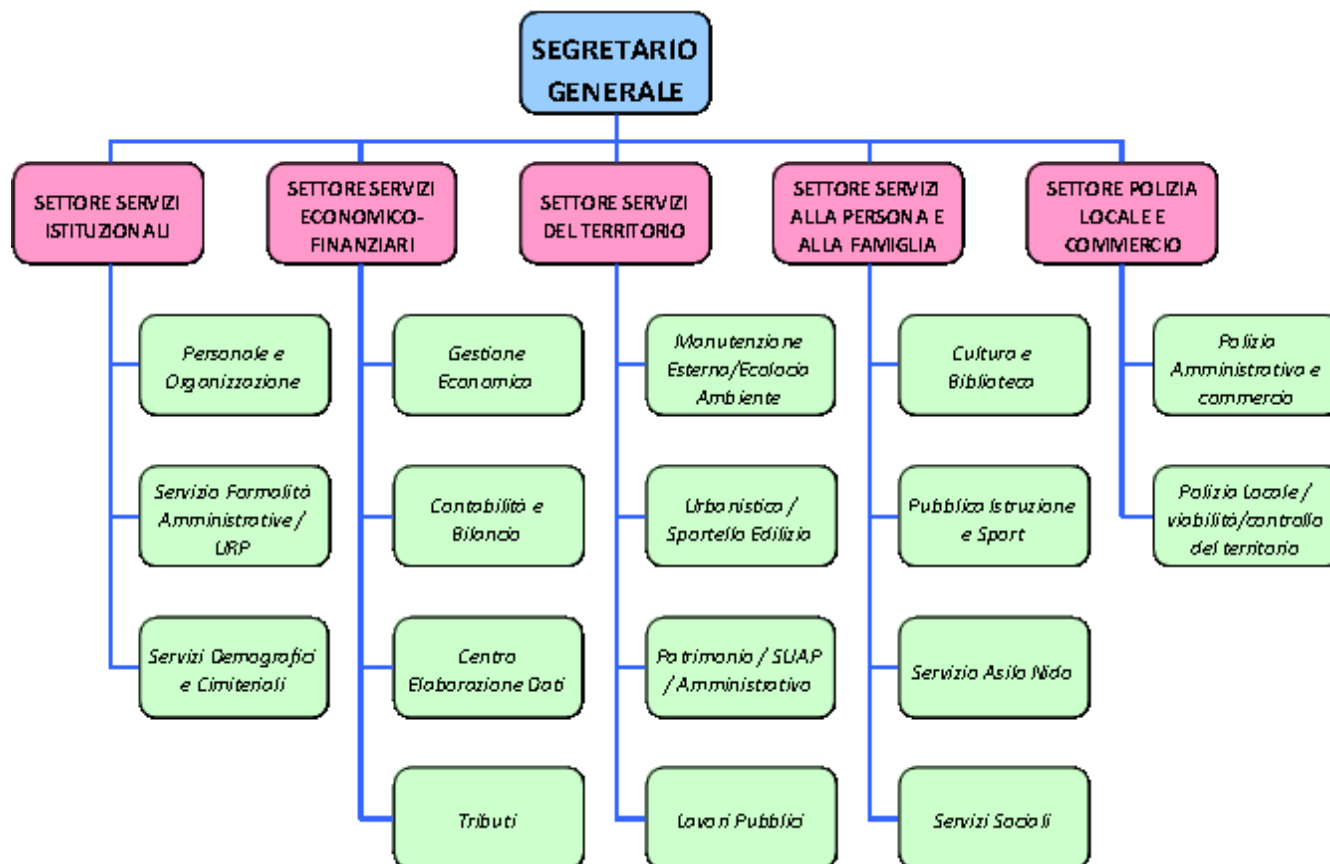 SEGRETARIO
GENERALE
SETTORE SERVIZI
ISTITUZIONALI
SETTORE SERVIZI
ECONOMICO-
FINANZIARI
SETTORE SERVIZI
DEL TERRITORIO
SETTORE SERVIZI
ALLA PERSONA E
ALLA FAMIGLIA
SETTORE POLIZIA
LOCALE E
COMMERCIO
Personale e
Organizzazione
Gestione
Economica
Manutenzione
Esterna/Ecolocia
Ambiente
Cultura e
Biblioteca
Polizia
Amministrativa e
commercio
Servizio Formalità
Amministrative /
URP
Contabilità e
Bilancio
Urbanistica /
Sportello Edilizio
Pubblica Istruzione
e Sport
Polizia Locale /
viabilità/controllo
del territorio
Servizi Demografici
e Cimiteriali
Centro
Elaborazione Dati
Patrimonio / SUAP
/ Amministrativo
Servizio Asilo Nido
Tributi
Lavori Pubblici
Servizi Sociali